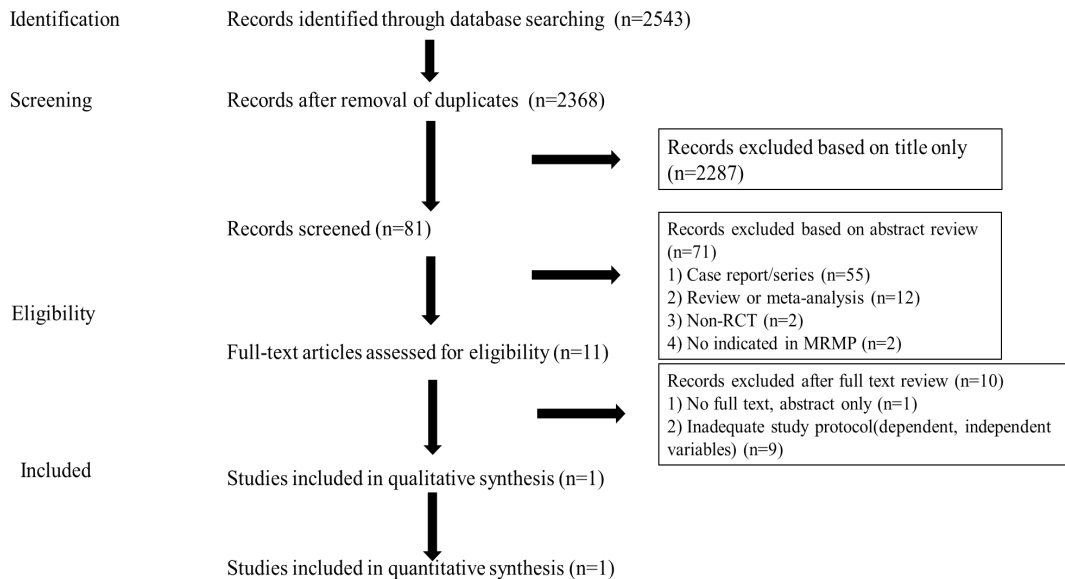 Identification
Records identified through database searching (n=2543)
Screening
Records after removal of duplicates (n=2368)
Records excluded based on title only
(n=2287)
Records screened (n=81)
Records excluded based on abstract review
(n=71)
1) Case report/series (n=55)
2) Review or meta-analysis (n=12)
3) Non-RCT (n=2)
4) No indicated in MRMP (n=2)
Eligibility
Full-text articles assessed for eligibility (n=11)
Records excluded after full text review (n=10)
1) No full text, abstract only (n=1)
2) Inadequate study protocol(dependent, independent
variables) (n=9)
Included
Studies included in qualitative synthesis (n=1)
Studies included in quantitative synthesis (n=1)